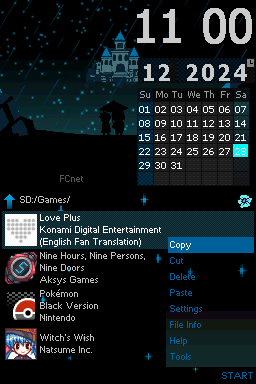 11 00
12 2024
Su Mo Tu We Th Fr Sa
01 02 03 04 05 06 07
08 09 10 11 12 13 14
15 16 17 18 19 20 21
22 23 24 25 26 27 28
29 30 31
FCnet
SD:/Games/
Love Plus
Konami Digital Entertainment
(English Fan Translation)
Nine Hours, Nine Persons,
Nine Doors
Aksys Games
Pokémon
Black Version
Nintendo
Witch's Wish
Natsume Inc.
Copy
Cut
Delete
Paste
Settings
File Info
Help
Tools
START